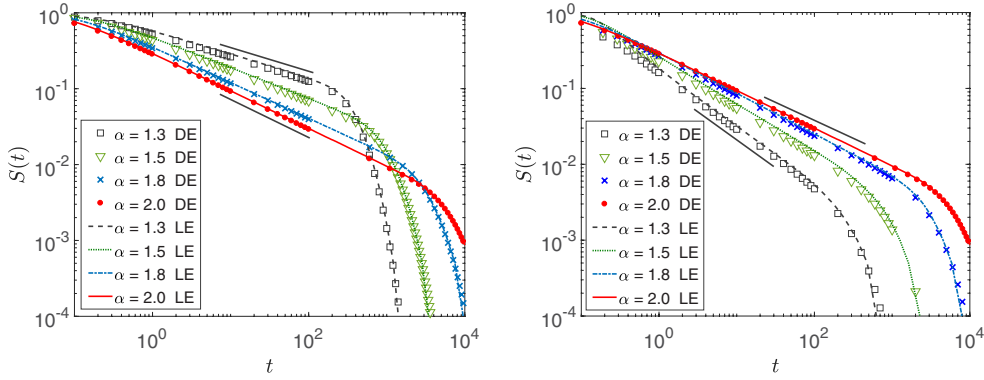 10^0
10^-1
10^-2
10^-3
10^-4
S(t)
α = 1.3 DE
α = 1.5 DE
α = 1.8 DE
α = 2.0 DE
α = 1.3 LE
α = 1.5 LE
α = 1.8 LE
α = 2.0 LE
10^0
10^2
10^4
t
10^0
10^-1
10^-2
10^-3
10^-4
S(t)
α = 1.3 DE
α = 1.5 DE
α = 1.8 DE
α = 2.0 DE
α = 1.3 LE
α = 1.5 LE
α = 1.8 LE
α = 2.0 LE
10^0
10^2
10^4
t